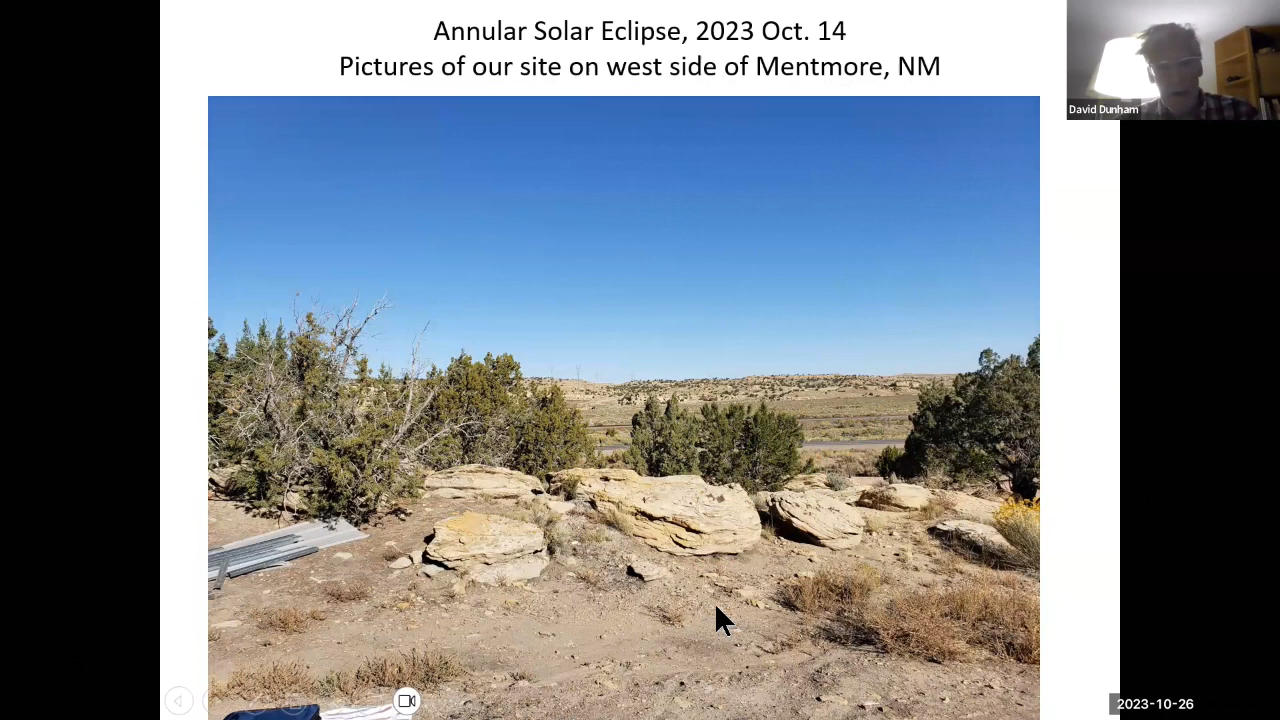 Annular Solar Eclipse, 2023 Oct. 14
Pictures of our site on west side of Mentmore, NM
David Dunham
2023-10-26